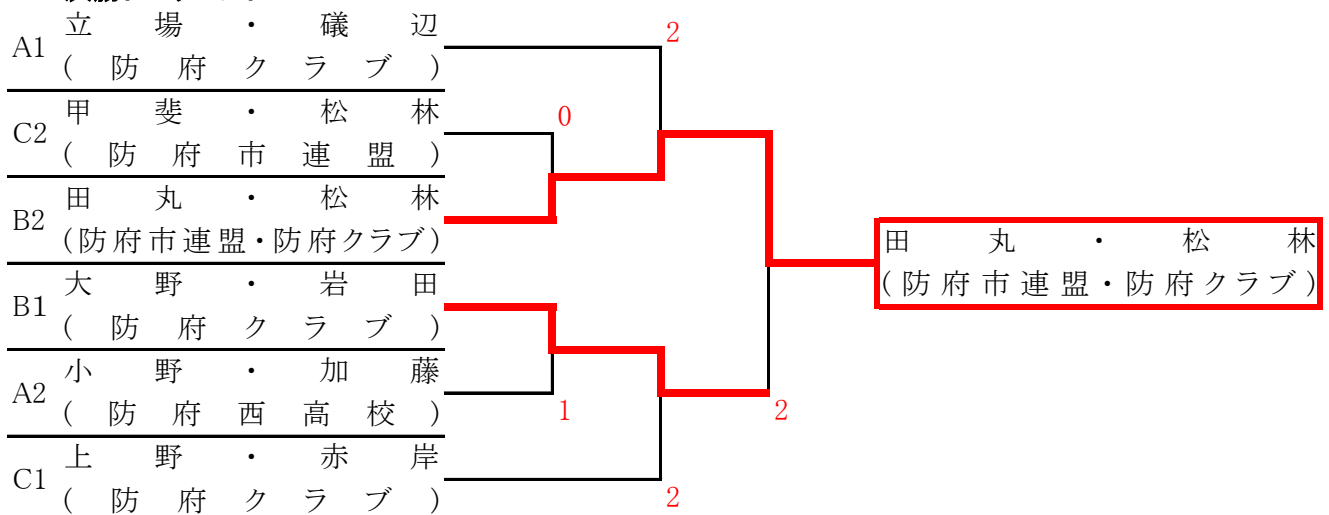 A1 立場・礒辺
(防府クラブ)
2
C2 甲斐・松林
(防府市連盟)
0
B2 田丸・松林
(防府市連盟・防府クラブ)
田丸・松林
(防府市連盟・防府クラブ)
B1 大野・岩田
(防府クラブ)
A2 小野・加藤
(防府西高校)
1
2
C1 上野・赤岸
(防府クラブ)
2